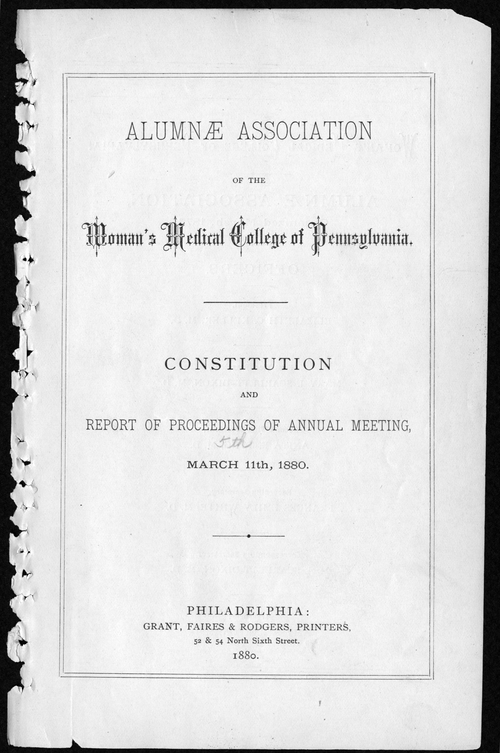 ALUMNÆ ASSOCIATION
OF THE
Woman's Medical College of Pennsylvania.
CONSTITUTION
AND
REPORT OF PROCEEDINGS OF ANNUAL MEETING,
5th
MARCH 11th, 1880.
PHILADELPHIA:
GRANT, FAIRES & RODGERS, PRINTERS,
52 & 54 North Sixth Street.
1880.